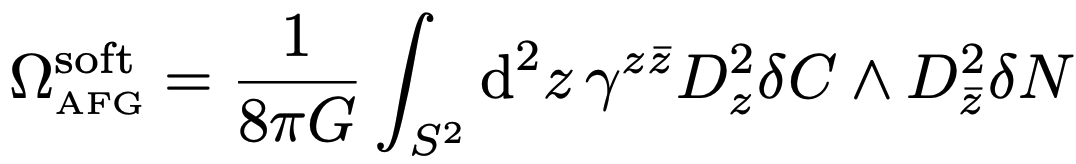 Ω^{soft}_{AFG} = \frac{1}{8πG} ∫_{S^2} d^2z γ^{z\bar{z}} D_z^2 δC ∧ D_{\bar{z}}^2 δN